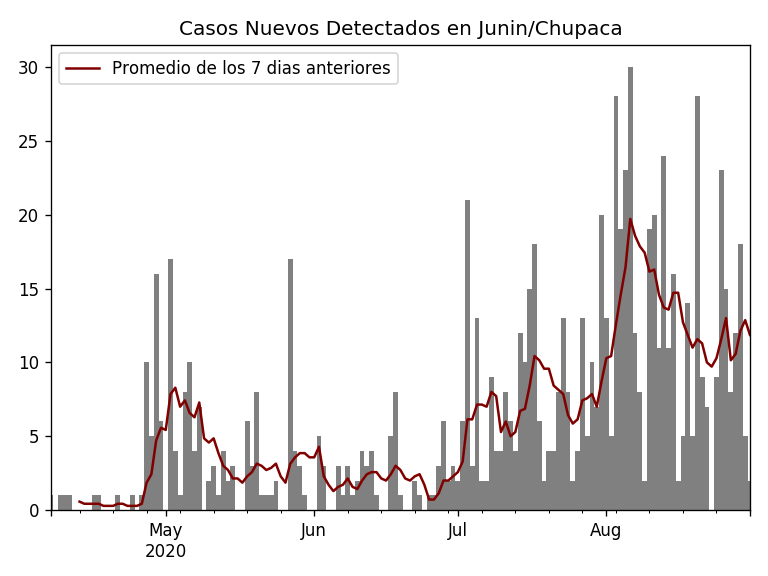 Casos Nuevos Detectados en Junin/Chupaca
Promedio de los 7 dias anteriores
30
25
20
15
10
5
0
May
2020
Jun
Jul
Aug